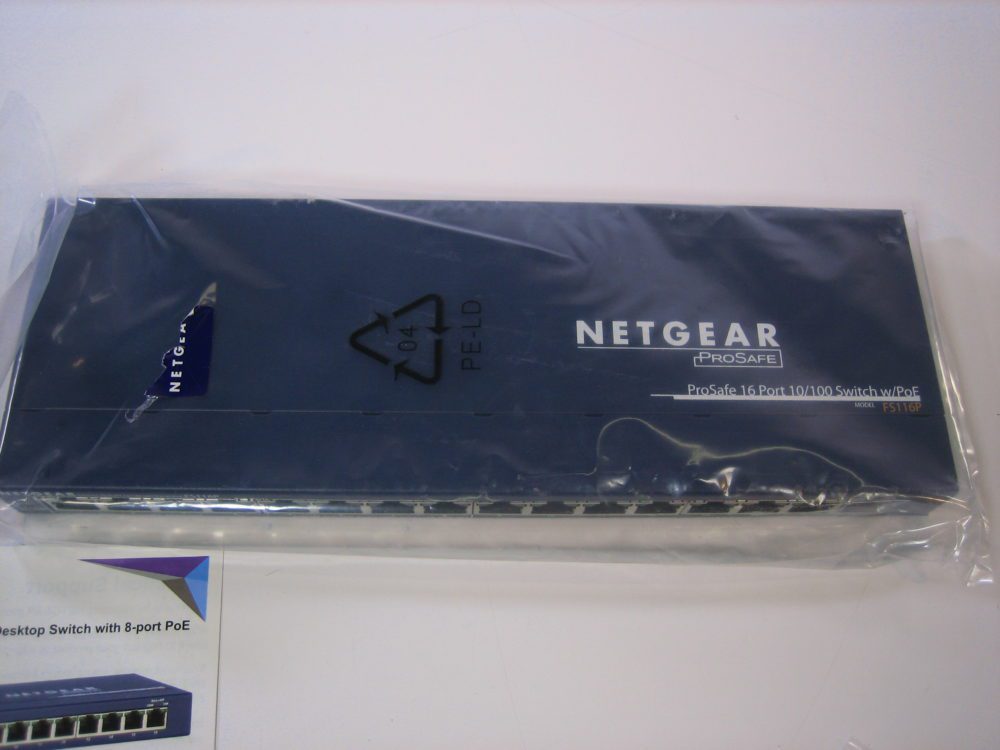 NETGEAR
04
PE-LD
NETGEAR
PROSAFE
ProSafe 16 Port 10/100 Switch w/PoE
MODEL FS116P
Desktop Switch with 8-port PoE
NETGEAR